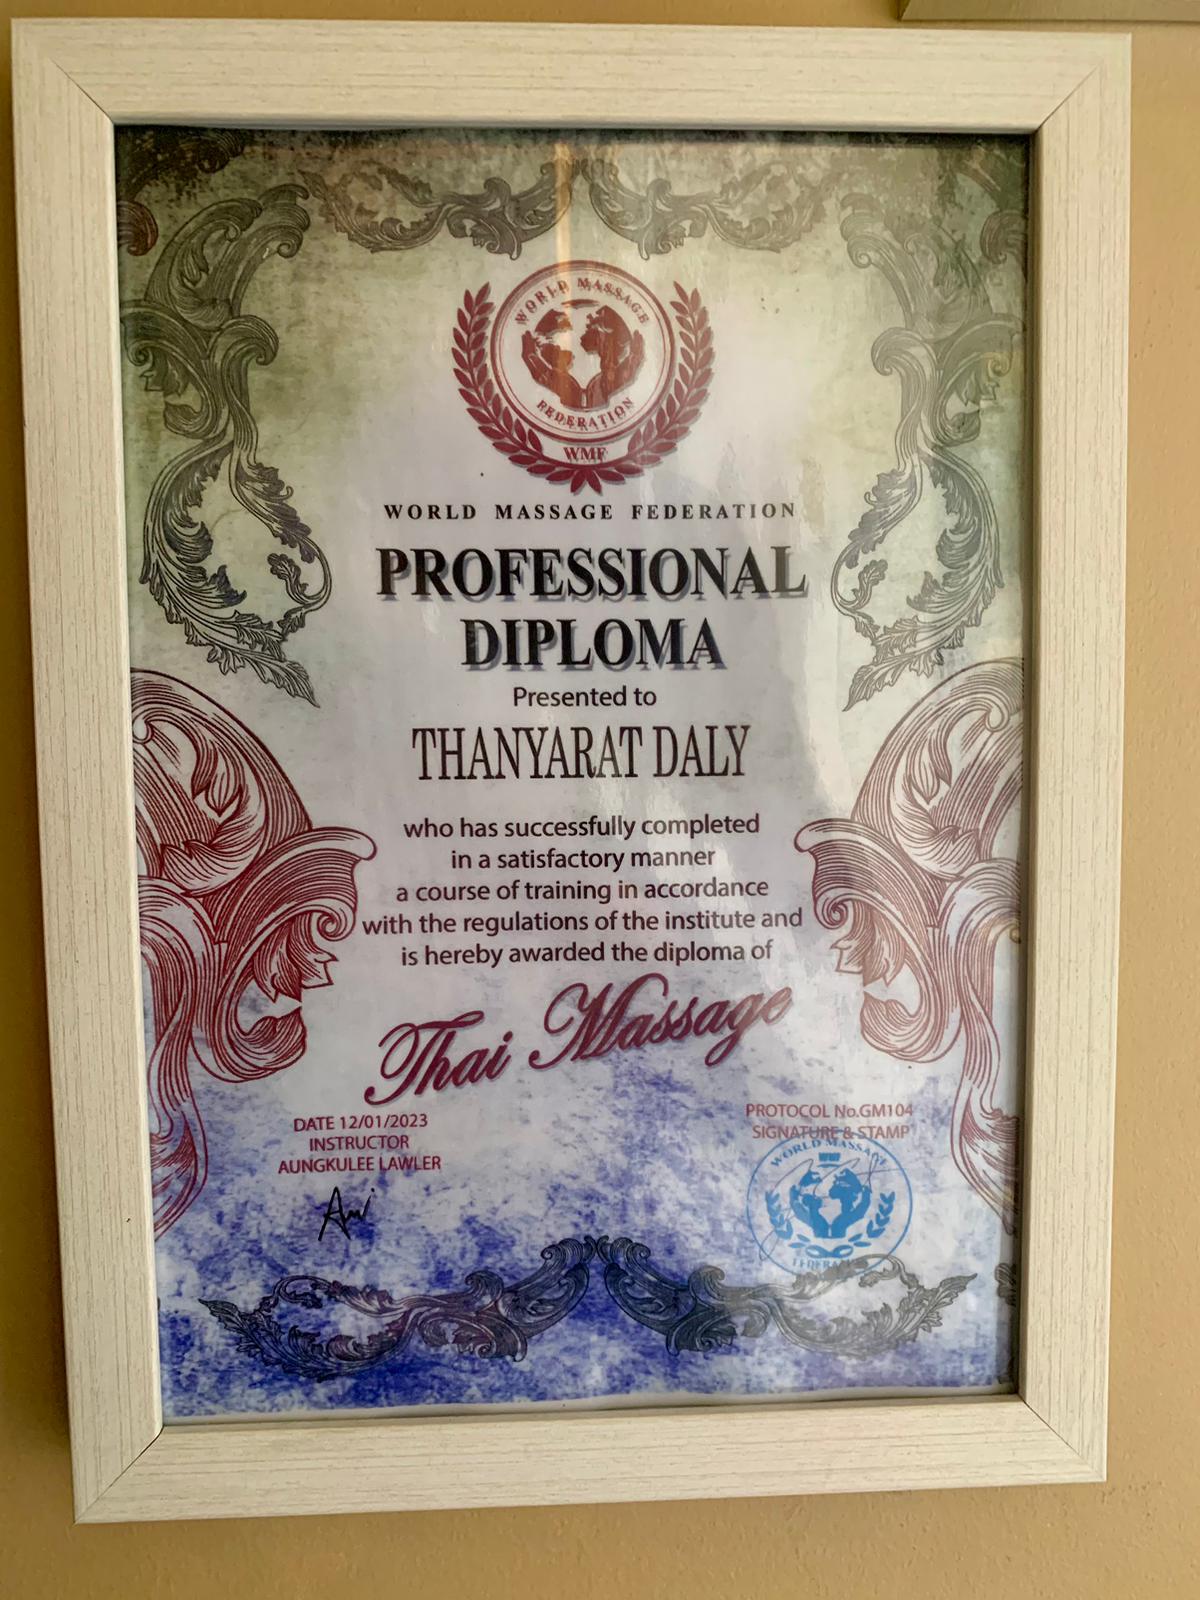 WORLD MASSAGE
FEDERATION
WMF
WORLD MASSAGE FEDERATION
PROFESSIONAL
DIPLOMA
Presented to
THANYARAT DALY
who has successfully completed
in a satisfactory manner
a course of training in accordance
with the regulations of the institute and
is hereby awarded the diploma of
Thai Massage
DATE 12/01/2023
INSTRUCTOR
AUNGKULEE LAWLER
PROTOCOL No.GM104
SIGNATURE & STAMP
WORLD MASSAGE